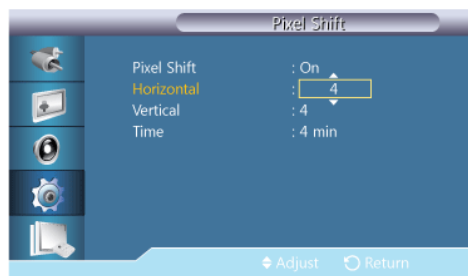 Pixel Shift
Pixel Shift : On
Horizontal : 4
Vertical : 4
Time : 4 min
Adjust Return